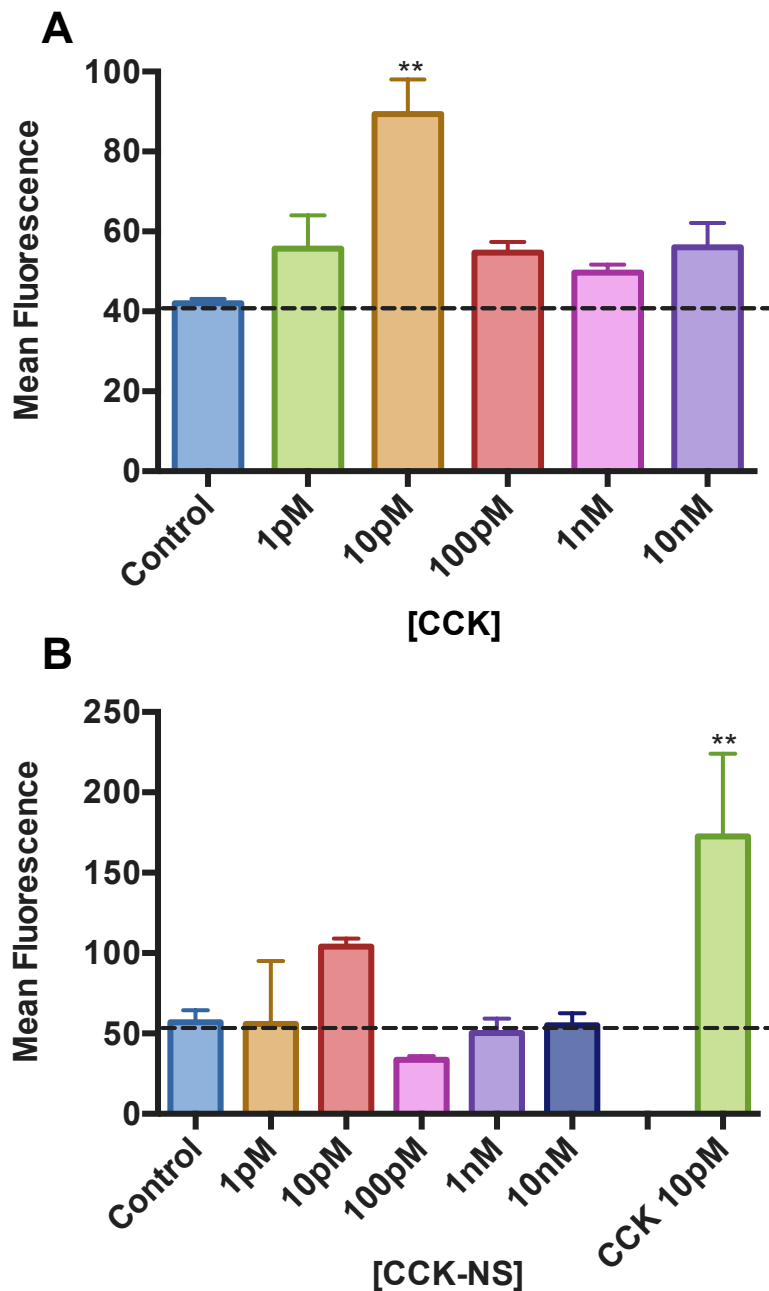 A
Mean Fluorescence
100
80
60
40
20
0
**
Control
1pM
10pM
100pM
1nM
10nM
[CCK]
B
Mean Fluorescence
250
200
150
100
50
0
**
Control
1pM
10pM
100pM
1nM
10nM
CCK 10pM
[CCK-NS]